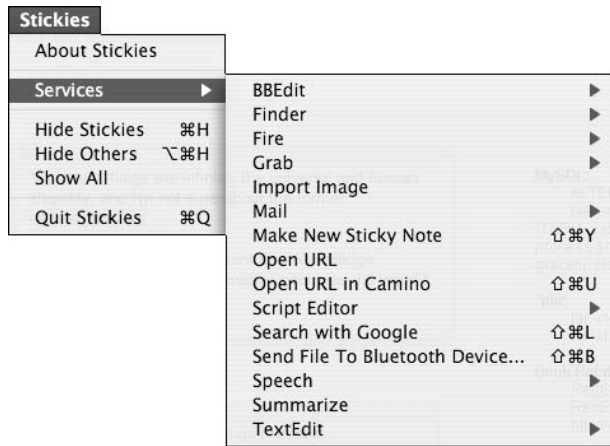 Stickies
About Stickies
Services ▶
Hide Stickies ⌘H
Hide Others ⌥⌘H
Show All
Quit Stickies ⌘Q
BBEdit ▶
Finder ▶
Fire ▶
Grab ▶
Import Image
Mail ▶
Make New Sticky Note ⇧⌘Y
Open URL
Open URL in Camino ⇧⌘U
Script Editor ▶
Search with Google ⇧⌘L
Send File To Bluetooth Device... ⇧⌘B
Speech ▶
Summarize
TextEdit ▶
MySQL: